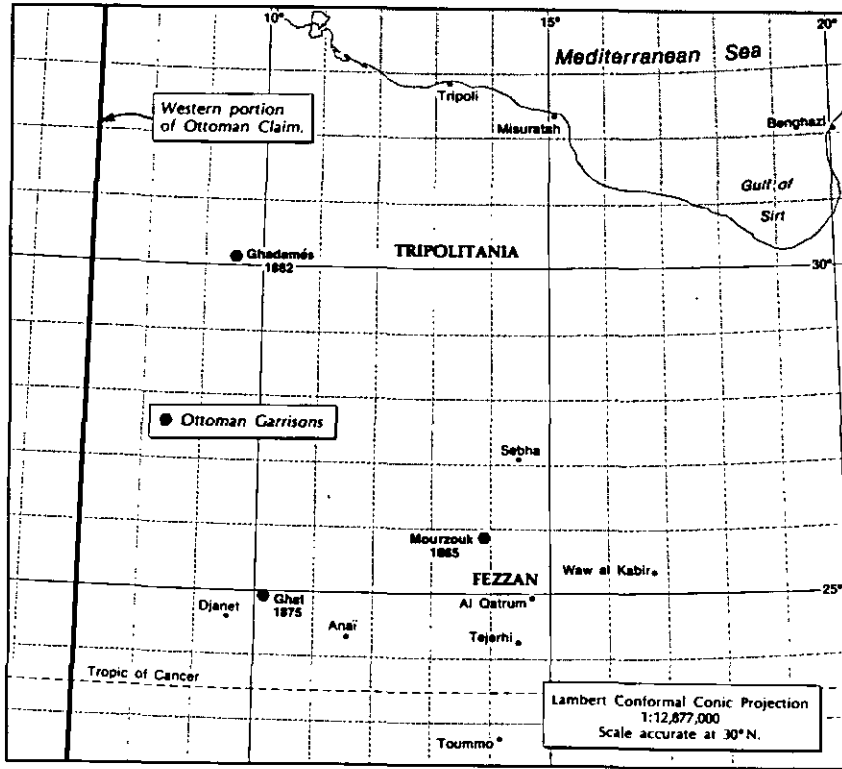 10°
15°
20°
Mediterranean Sea
Tripoli
Western portion
of Ottoman Claim.
Misuratah
Benghazi
Gulf of
Sirt
Ghadamés
1882
TRIPOLITANIA
30°
Ottoman Garrisons
Sebha
Mourzouk
1865
Waw al Kabir
FEZZAN
25°
Ghat
1875
Al Qatrum
Djanet
Anaï
Tejerhi
Tropic of Cancer
Lambert Conformal Conic Projection
1:12,877,000
Scale accurate at 30° N.
Toummo